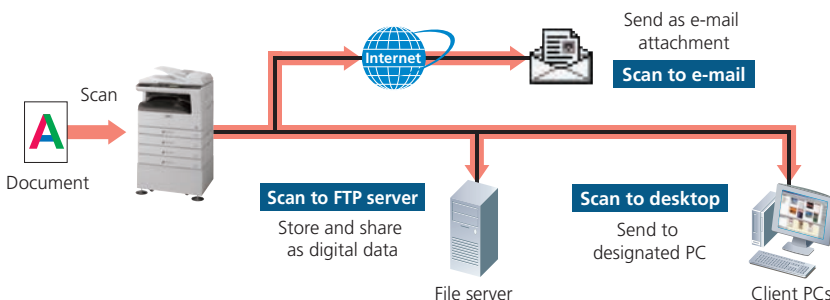 Send as e-mail
attachment
Scan to e-mail
Internet
Scan
A
Document
Scan to FTP server
Store and share
as digital data
File server
Scan to desktop
Send to
designated PC
Client PCs